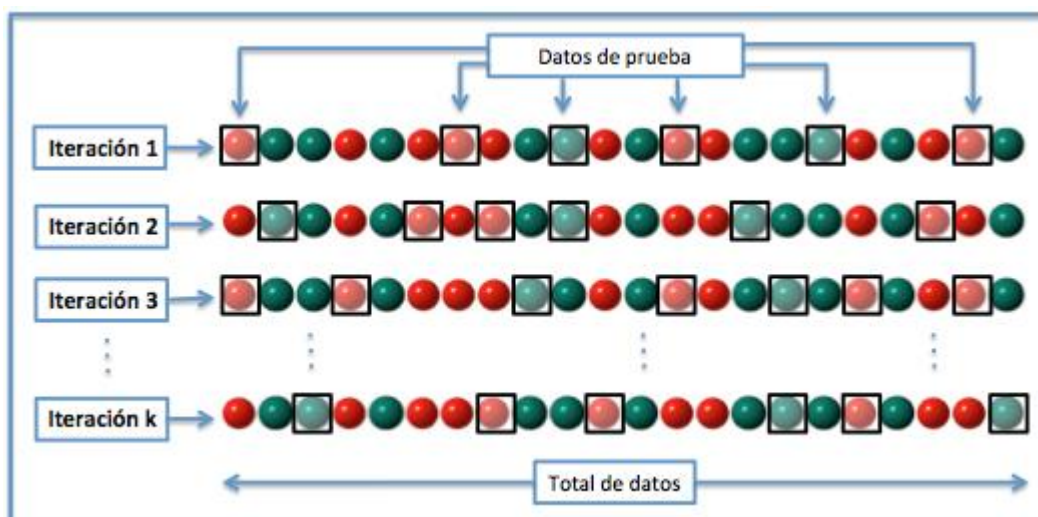 Datos de prueba
Iteración 1
Iteración 2
Iteración 3
Iteración k
Total de datos